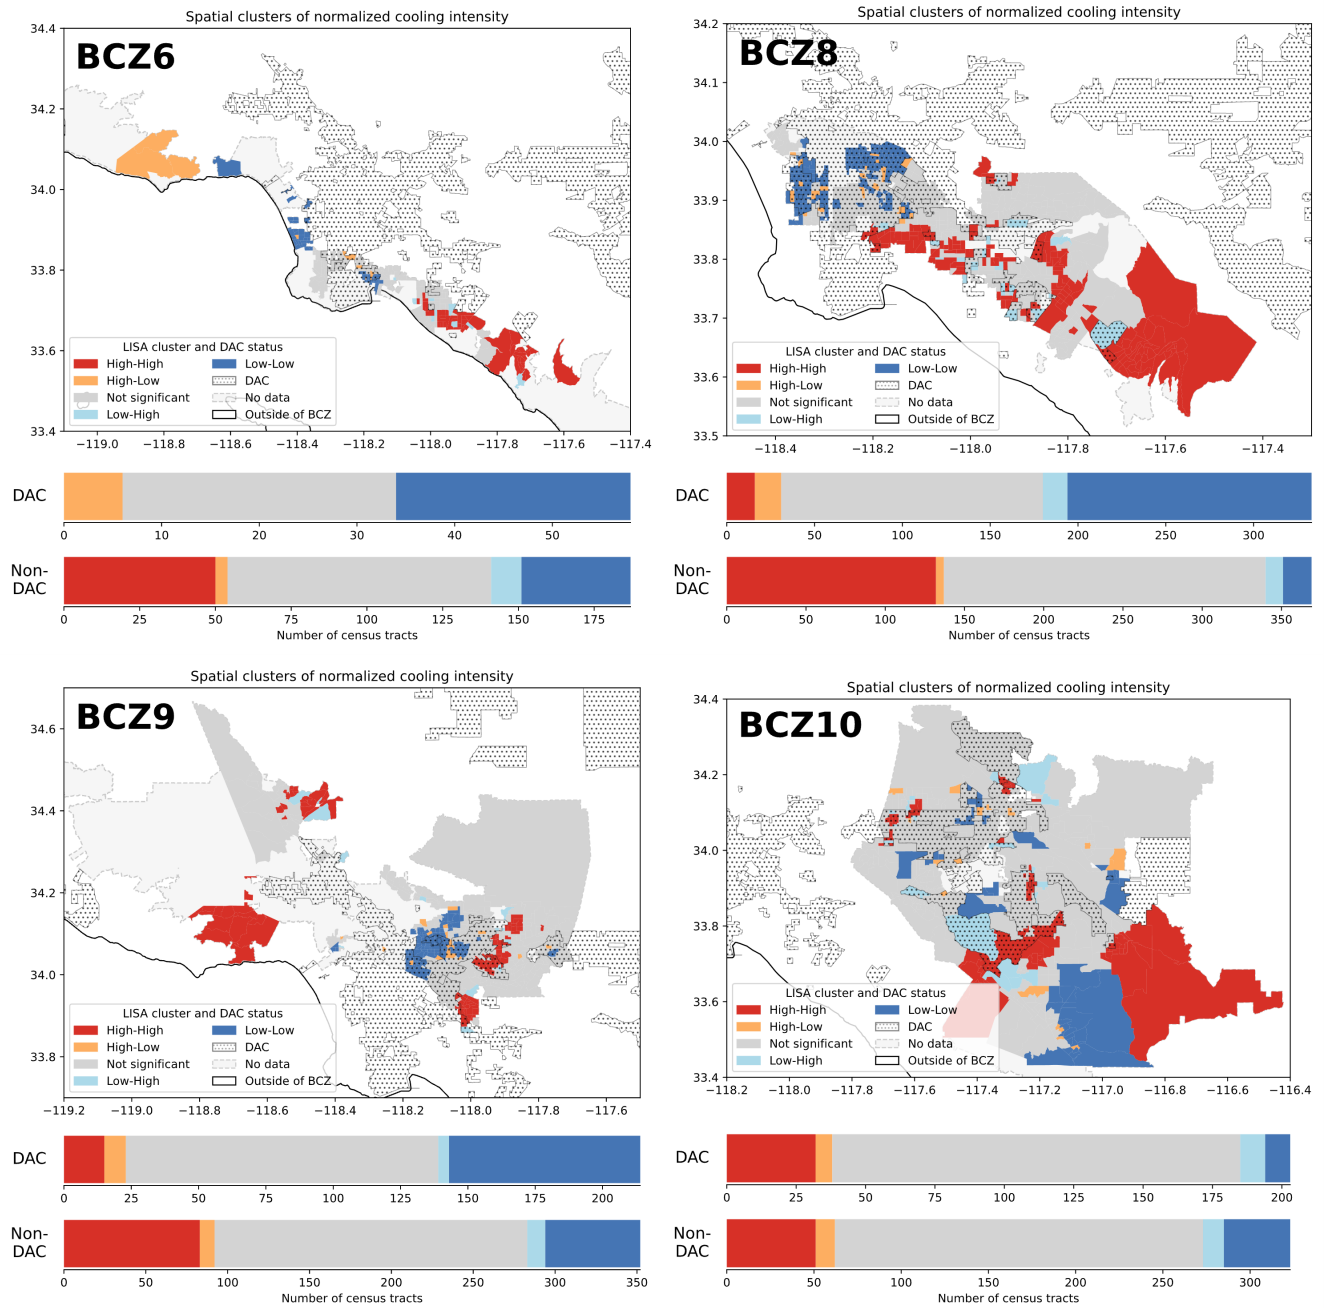 Spatial clusters of normalized cooling intensity
BCZ6
34.4
34.2
34.0
33.8
33.6
33.4
LISA cluster and DAC status
High-High
High-Low
Not significant
Low-High
Low-Low
DAC
No data
Outside of BCZ
−119.0 −118.8 −118.6 −118.4 −118.2 −118.0 −117.8 −117.6 −117.4
DAC
0 10 20 30 40 50
Non-
DAC
0 25 50 75 100 125 150 175
Number of census tracts
Spatial clusters of normalized cooling intensity
BCZ8
34.2
34.1
34.0
33.9
33.8
33.7
33.6
33.5
LISA cluster and DAC status
High-High
High-Low
Not significant
Low-High
Low-Low
DAC
No data
Outside of BCZ
−118.4 −118.2 −118.0 −117.8 −117.6 −117.4
DAC
0 50 100 150 200 250 300
Non-
DAC
0 50 100 150 200 250 300 350
Number of census tracts
Spatial clusters of normalized cooling intensity
BCZ9
34.6
34.4
34.2
34.0
33.8
LISA cluster and DAC status
High-High
High-Low
Not significant
Low-High
Low-Low
DAC
No data
Outside of BCZ
−119.2 −119.0 −118.8 −118.6 −118.4 −118.2 −118.0 −117.8 −117.6
DAC
0 25 50 75 100 125 150 175 200
Non-
DAC
0 50 100 150 200 250 300 350
Number of census tracts
Spatial clusters of normalized cooling intensity
BCZ10
34.4
34.2
34.0
33.8
33.6
33.4
LISA cluster and DAC status
High-High
High-Low
Not significant
Low-High
Low-Low
DAC
No data
Outside of BCZ
−118.2 −118.0 −117.8 −117.6 −117.4 −117.2 −117.0 −116.8 −116.6 −116.4
DAC
0 25 50 75 100 125 150 175 200
Non-
DAC
0 50 100 150 200 250 300
Number of census tracts